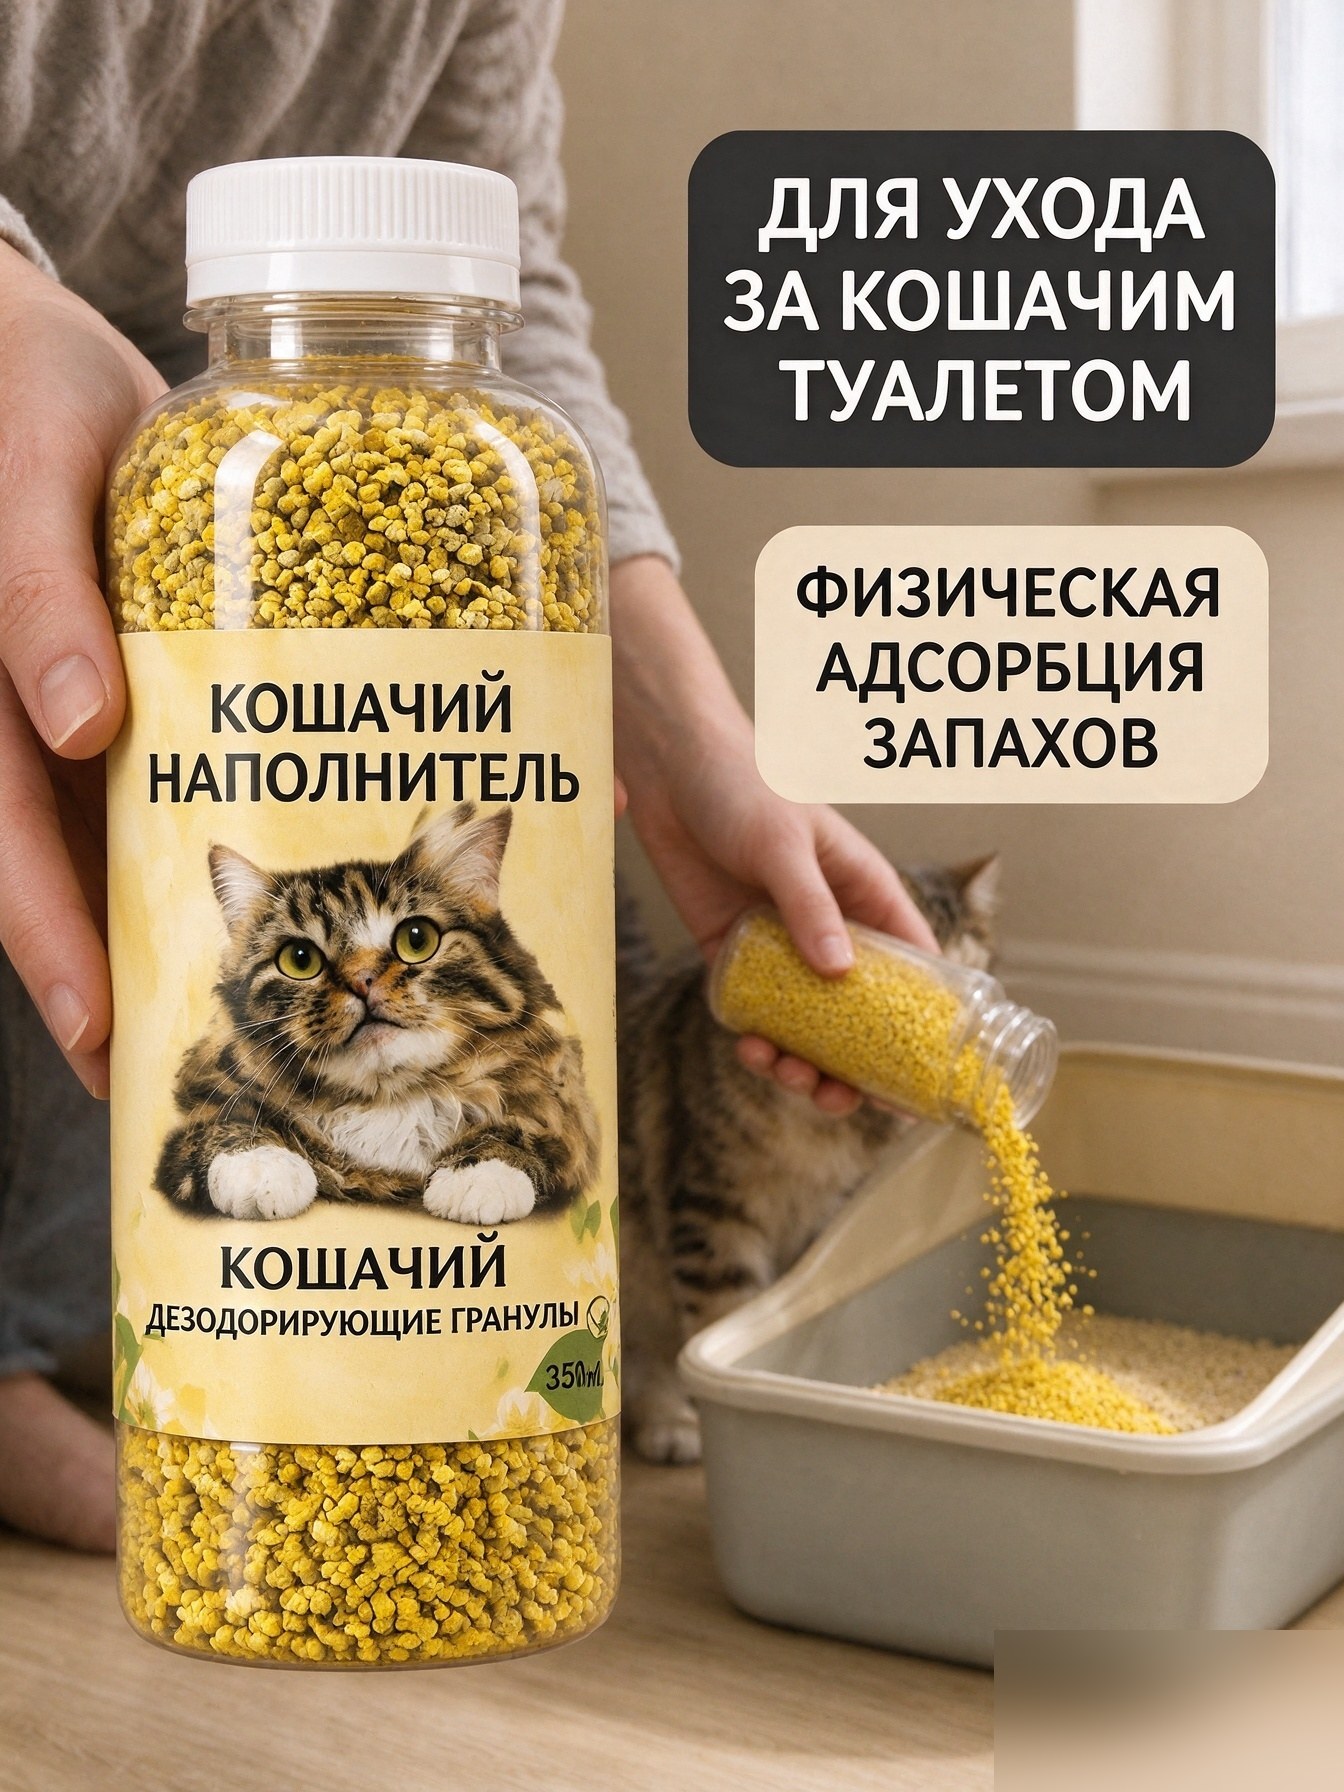 ДЛЯ УХОДА
ЗА КОШАЧИМ
ТУАЛЕТОМ
ФИЗИЧЕСКАЯ
АДСОРБЦИЯ
ЗАПАХОВ
КОШАЧИЙ
НАПОЛНИТЕЛЬ
КОШАЧИЙ
ДЕЗОДОРИРУЮЩИЕ ГРАНУЛЫ